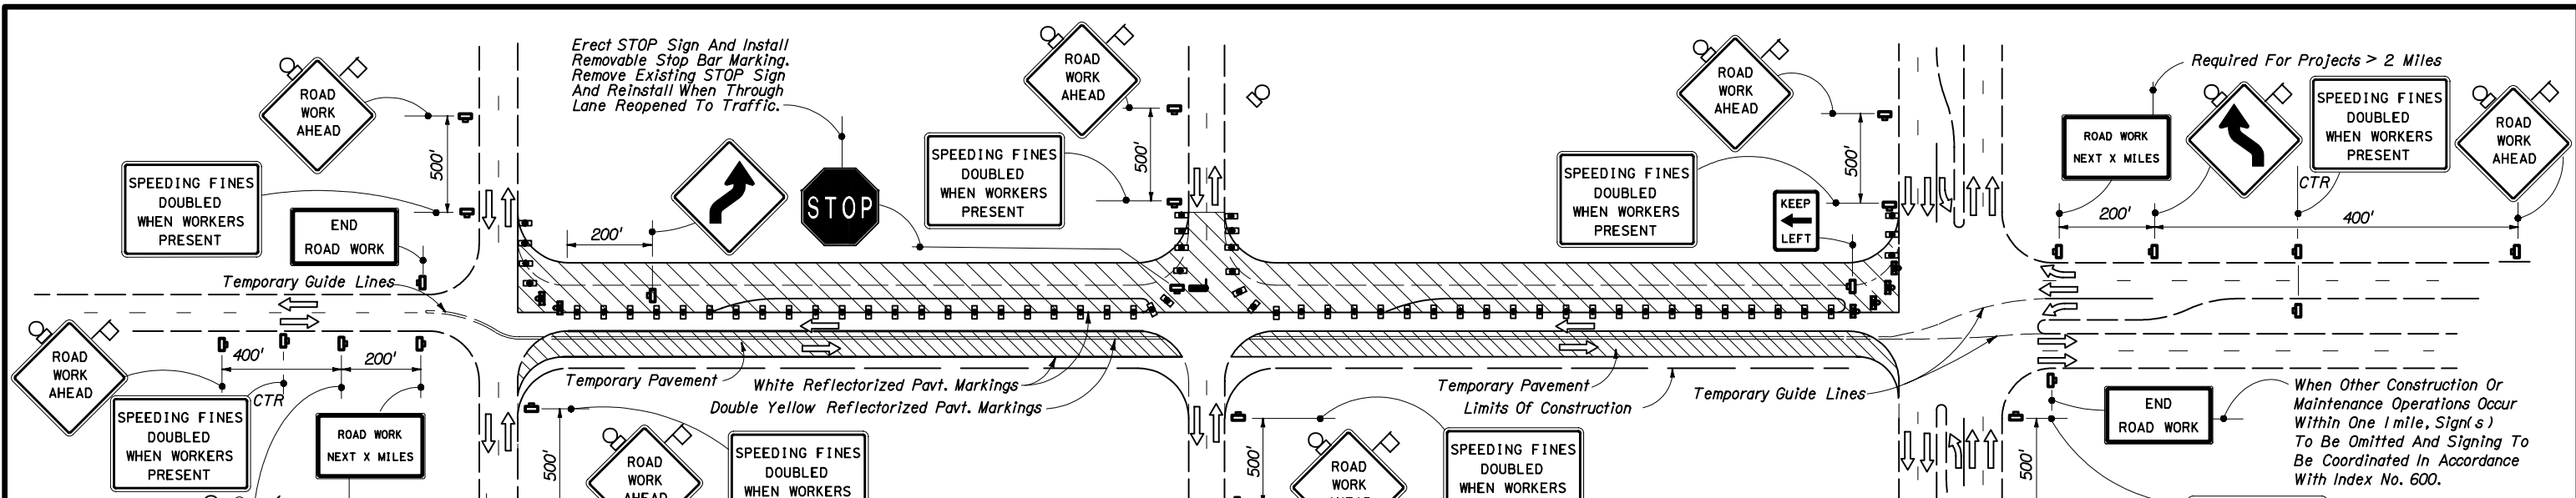 Erect STOP Sign And Install
Removable Stop Bar Marking.
Remove Existing STOP Sign
And Reinstall When Through
Lane Reopened To Traffic.
ROAD
WORK
AHEAD
ROAD
WORK
AHEAD
ROAD
WORK
AHEAD
Required For Projects > 2 Miles
SPEEDING FINES
DOUBLED
WHEN WORKERS
PRESENT
ROAD
WORK
AHEAD
ROAD WORK
NEXT X MILES
500'
500'
500'
SPEEDING FINES
DOUBLED
WHEN WORKERS
PRESENT
STOP
SPEEDING FINES
DOUBLED
WHEN WORKERS
PRESENT
SPEEDING FINES
DOUBLED
WHEN WORKERS
PRESENT
KEEP
LEFT
CTR
200'
400'
END
ROAD WORK
200'
Temporary Guide Lines
ROAD
WORK
AHEAD
400'
200'
CTR
Temporary Pavement
White Reflectorized Pavt. Markings
Double Yellow Reflectorized Pavt. Markings
Temporary Pavement
Limits Of Construction
Temporary Guide Lines
SPEEDING FINES
DOUBLED
WHEN WORKERS
PRESENT
ROAD WORK
NEXT X MILES
END
ROAD WORK
When Other Construction Or
Maintenance Operations Occur
Within One 1 mile, Sign(s)
To Be Omitted And Signing To
Be Coordinated In Accordance
With Index No. 600.
500'
ROAD
WORK
AHEAD
SPEEDING FINES
DOUBLED
WHEN WORKERS
500'
ROAD
WORK
SPEEDING FINES
DOUBLED
WHEN WORKERS
500'